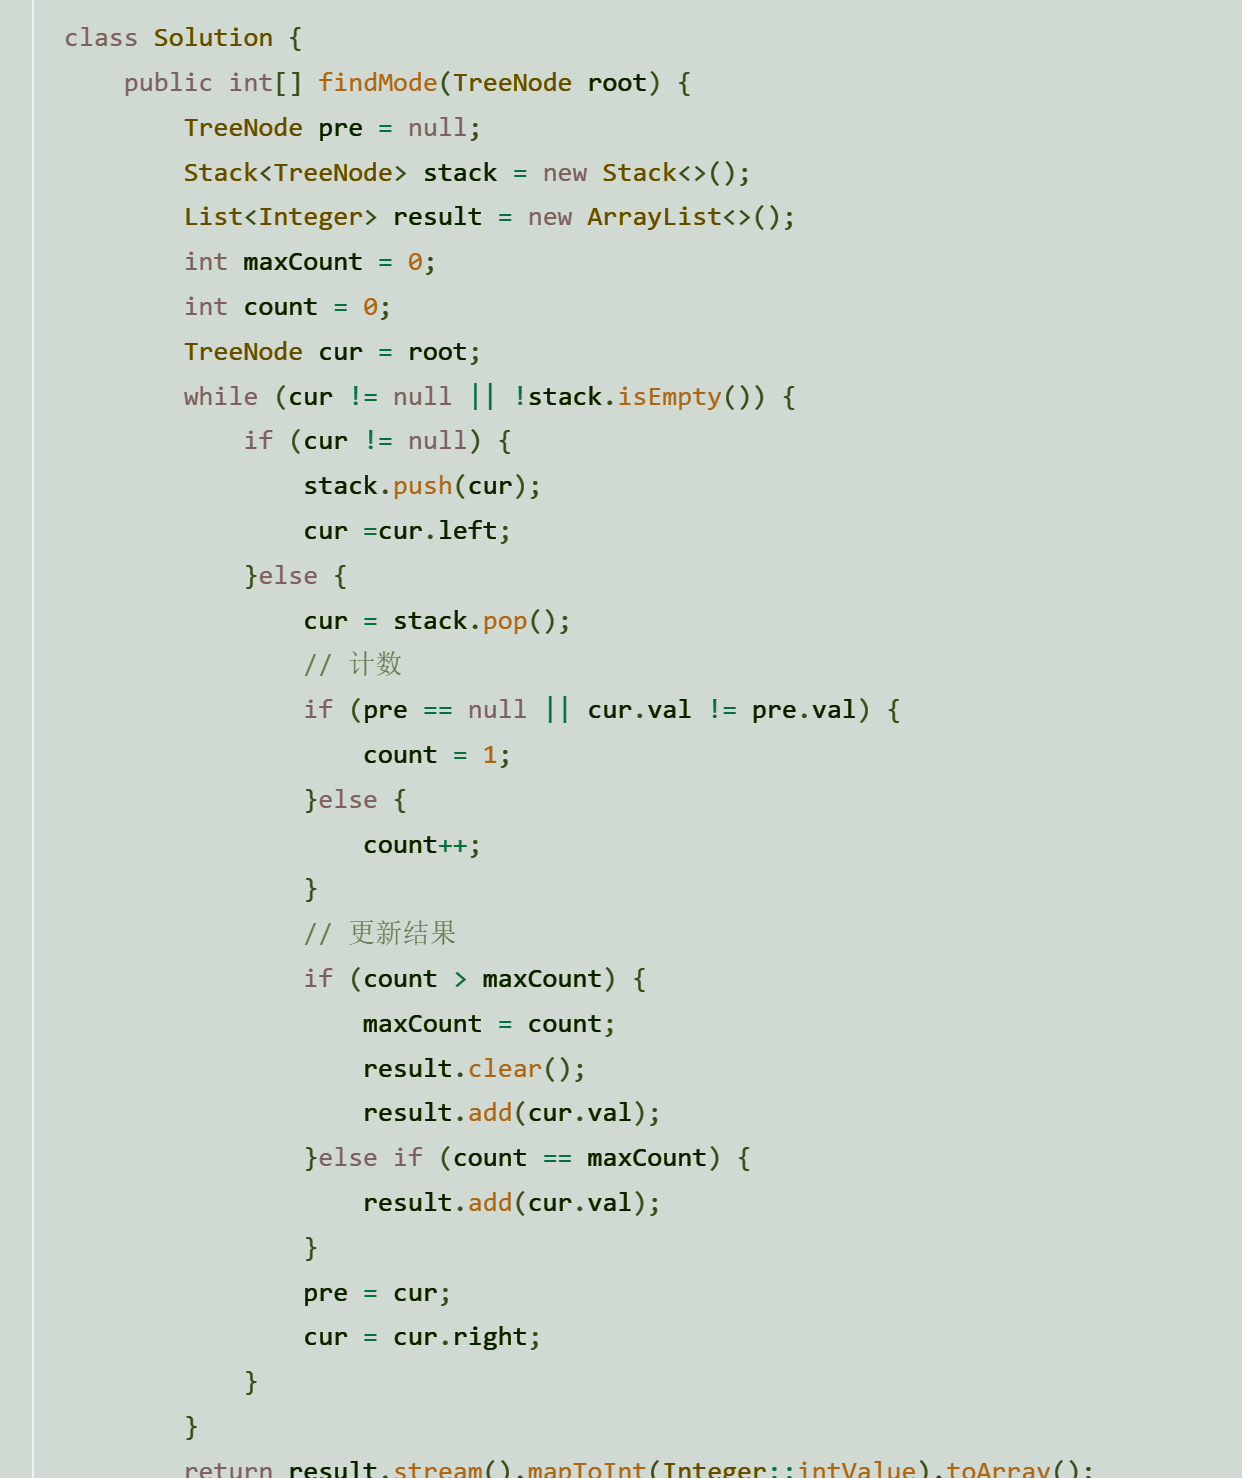 class Solution {
    public int[] findMode(TreeNode root) {
        TreeNode pre = null;
        Stack<TreeNode> stack = new Stack<>();
        List<Integer> result = new ArrayList<>();
        int maxCount = 0;
        int count = 0;
        TreeNode cur = root;
        while (cur != null || !stack.isEmpty()) {
            if (cur != null) {
                stack.push(cur);
                cur =cur.left;
            }else {
                cur = stack.pop();
                // 计数
                if (pre == null || cur.val != pre.val) {
                    count = 1;
                }else {
                    count++;
                }
                // 更新结果
                if (count > maxCount) {
                    maxCount = count;
                    result.clear();
                    result.add(cur.val);
                }else if (count == maxCount) {
                    result.add(cur.val);
                }
                pre = cur;
                cur = cur.right;
            }
        }
        return result.stream().mapToInt(Integer::intValue).toArray();